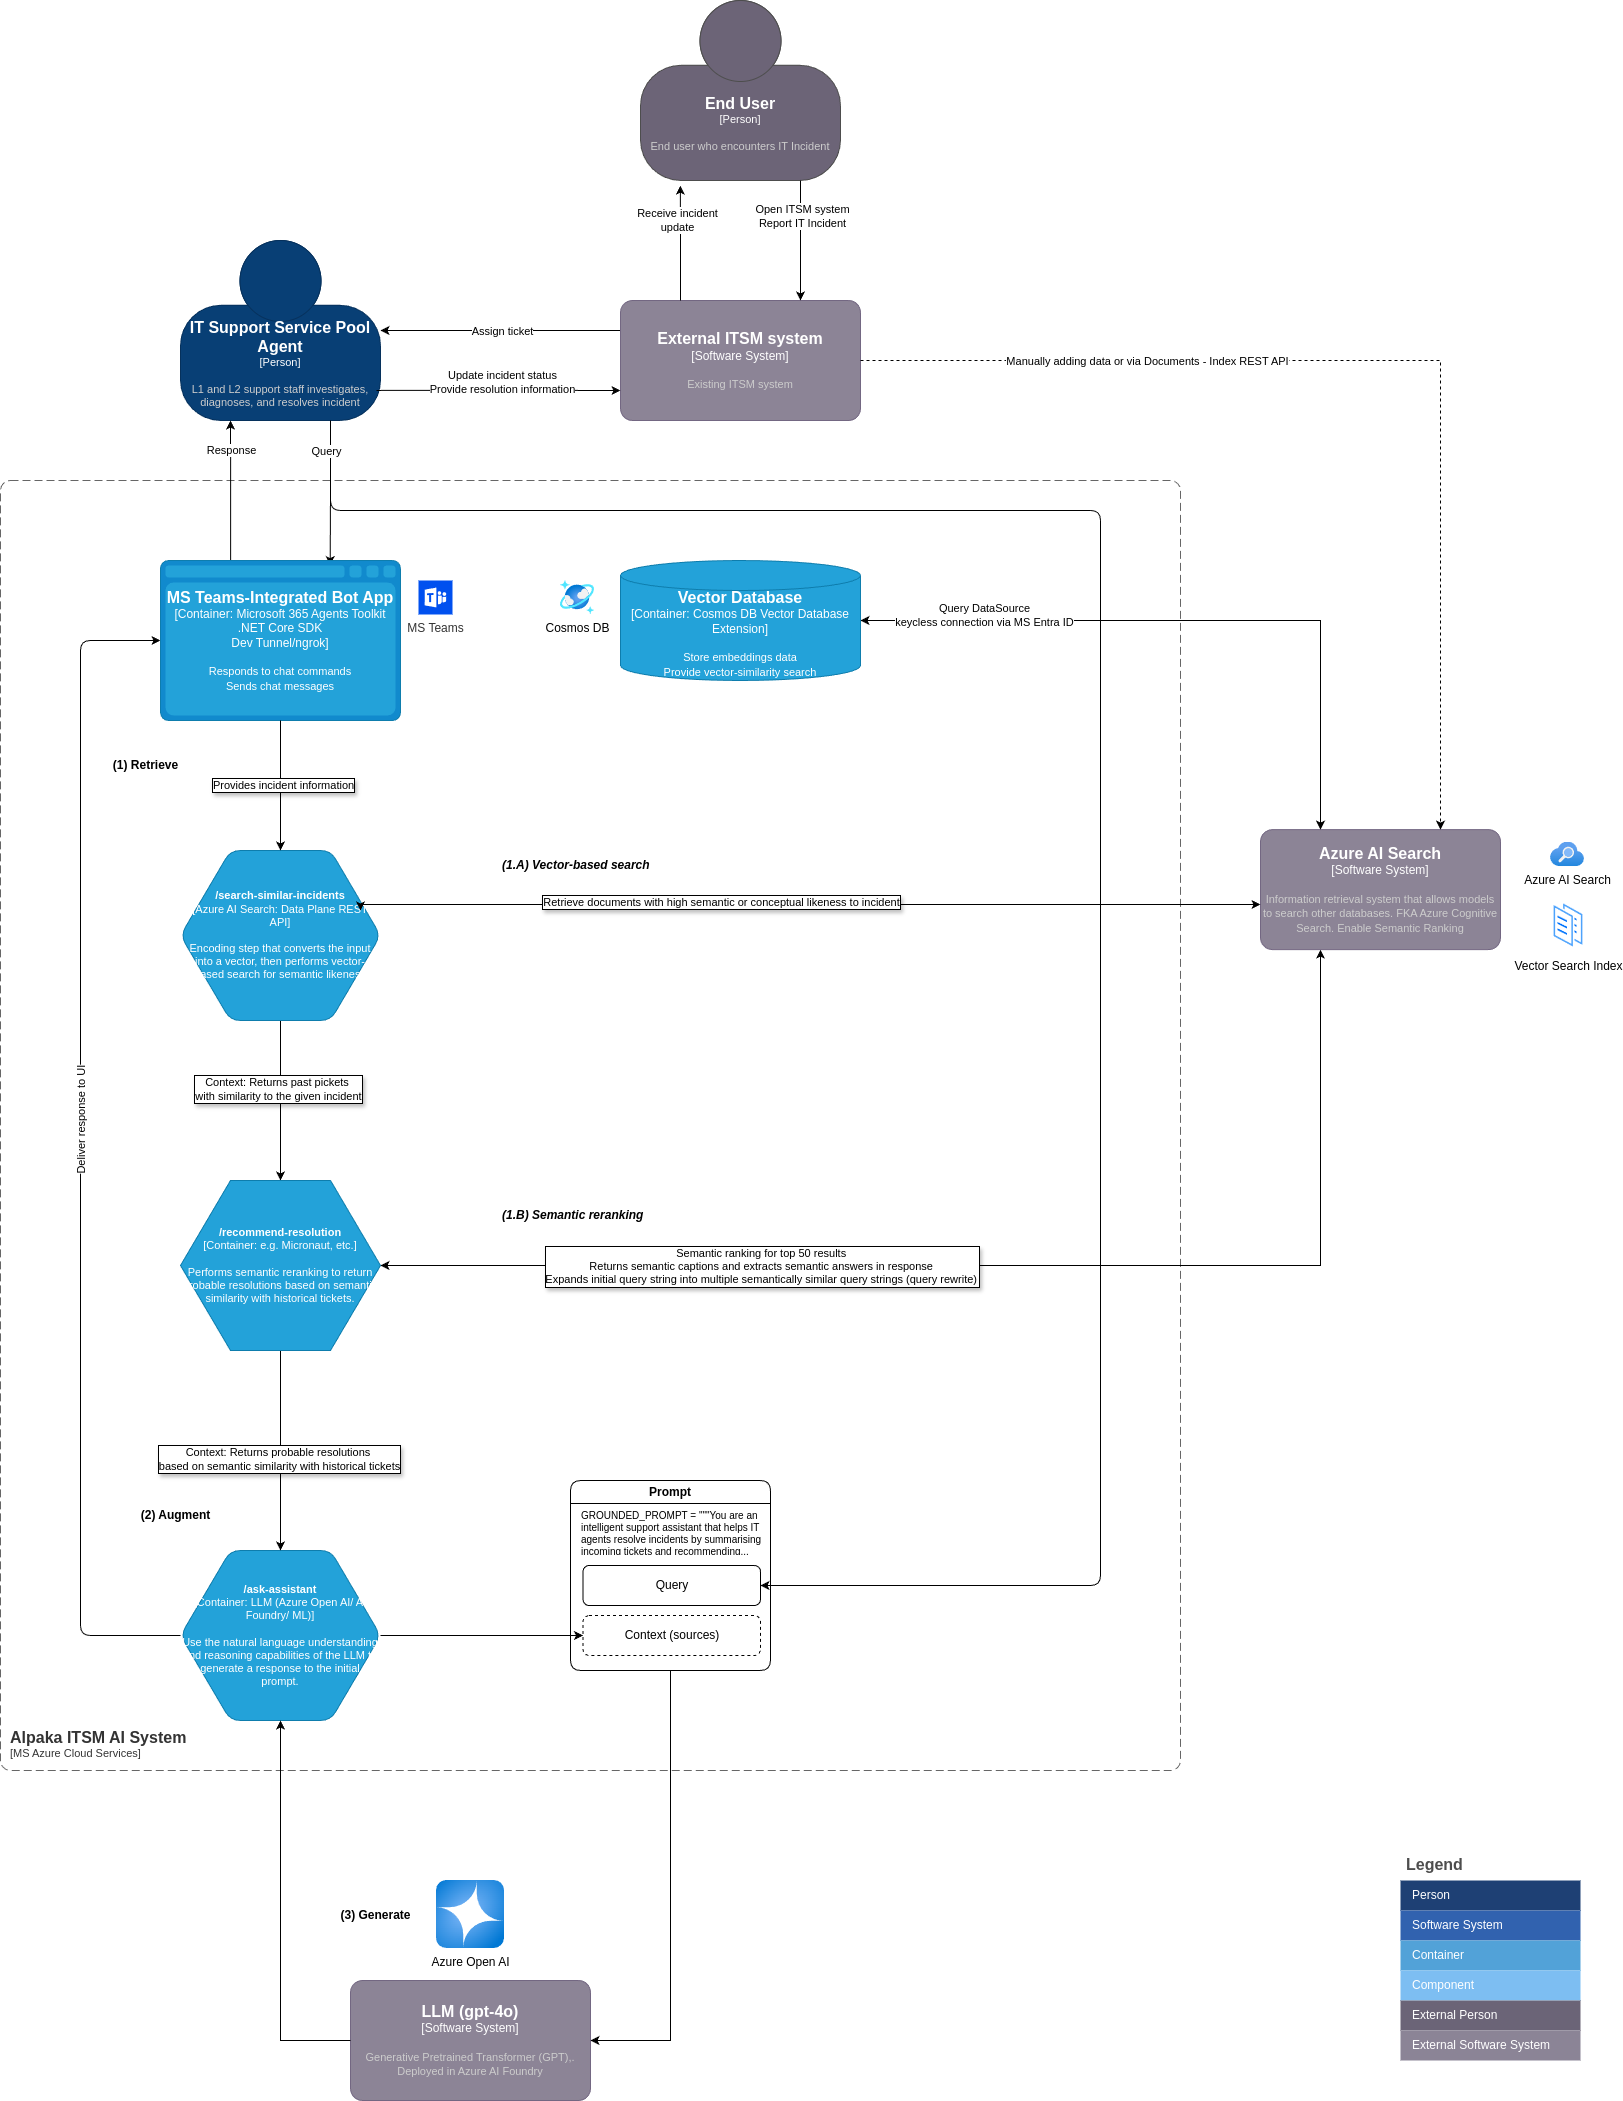 End User
[Person]
End user who encounters IT Incident
Receive incident
update
Open ITSM system
Report IT Incident
IT Support Service Pool
Agent
[Person]
L1 and L2 support staff investigates,
diagnoses, and resolves incident
Assign ticket
Update incident status
Provide resolution information
External ITSM system
[Software System]
Existing ITSM system
Manually adding data or via Documents - Index REST API
Response
Query
MS Teams-Integrated Bot App
[Container: Microsoft 365 Agents Toolkit
.NET Core SDK
Dev Tunnel/ngrok]
Responds to chat commands
Sends chat messages
MS Teams
Cosmos DB
Vector Database
[Container: Cosmos DB Vector Database
Extension]
Store embeddings data
Provide vector-similarity search
Query DataSource
keycless connection via MS Entra ID
(1) Retrieve
Provides incident information
/search-similar-incidents
[Azure AI Search: Data Plane REST
API]
Encoding step that converts the input
into a vector, then performs vector-
ased search for semantic likenes
(1.A) Vector-based search
Retrieve documents with high semantic or conceptual likeness to incident
Azure AI Search
[Software System]
Information retrieval system that allows models
to search other databases. FKA Azure Cognitive
Search. Enable Semantic Ranking
Azure AI Search
Vector Search Index
Deliver response to UI
Context: Returns past pickets
with similarity to the given incident
/recommend-resolution
[Container: e.g. Micronaut, etc.]
Performs semantic reranking to return
robable resolutions based on semanti
similarity with historical tickets.
(1.B) Semantic reranking
Semantic ranking for top 50 results
Returns semantic captions and extracts semantic answers in response
Expands initial query string into multiple semantically similar query strings (query rewrite)
Context: Returns probable resolutions
based on semantic similarity with historical tickets
(2) Augment
/ask-assistant
Container: LLM (Azure Open AI/ A
Foundry/ ML)]
Use the natural language understanding
nd reasoning capabilities of the LLM t
generate a response to the initial
prompt.
Prompt
GROUNDED_PROMPT = """You are an
intelligent support assistant that helps IT
agents resolve incidents by summarising
incoming tickets and recommending...
Query
Context (sources)
Alpaka ITSM AI System
[MS Azure Cloud Services]
(3) Generate
Azure Open AI
LLM (gpt-4o)
[Software System]
Generative Pretrained Transformer (GPT),.
Deployed in Azure AI Foundry
Legend
Person
Software System
Container
Component
External Person
External Software System